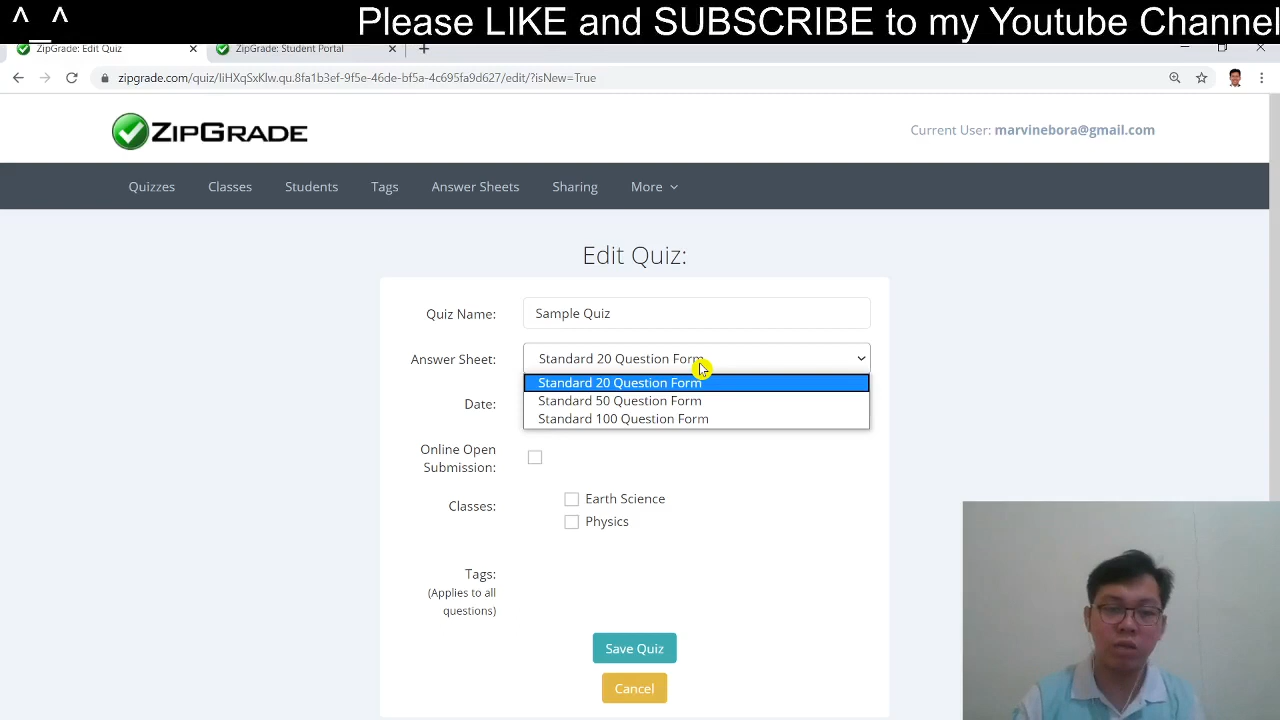 ^_^ Please LIKE and SUBSCRIBE to my Youtube Channel
ZipGrade: Edit Quiz
ZipGrade: Student Portal
zipgrade.com/quiz/IiHXqSxKlw.qu.8fa1b3ef-9f5e-46de-bf5a-4c695fa9d627/edit/?isNew=True
ZIPGRADE
Current User: marvinebora@gmail.com
Quizzes Classes Students Tags Answer Sheets Sharing More
Edit Quiz:
Quiz Name: Sample Quiz
Answer Sheet: Standard 20 Question Form
Standard 20 Question Form
Standard 50 Question Form
Standard 100 Question Form
Date:
Online Open
Submission:
Classes:
Earth Science
Physics
Tags:
(Applies to all
questions)
Save Quiz
Cancel